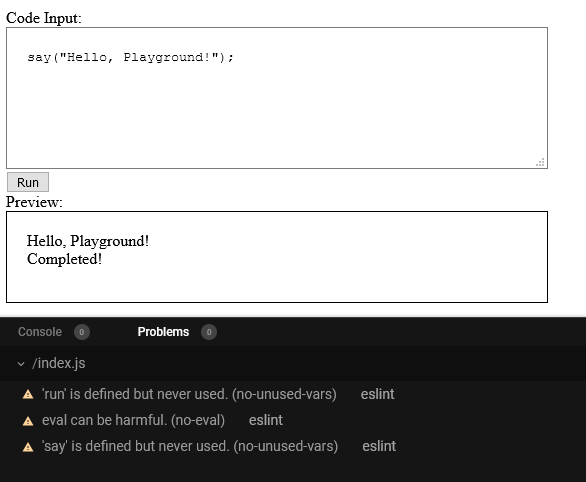 Code Input:
say("Hello, Playground!");
Run
Preview:
Hello, Playground!
Completed!
Console 0 Problems 0
/index.js
'run' is defined but never used. (no-unused-vars) eslint
eval can be harmful. (no-eval) eslint
'say' is defined but never used. (no-unused-vars) eslint